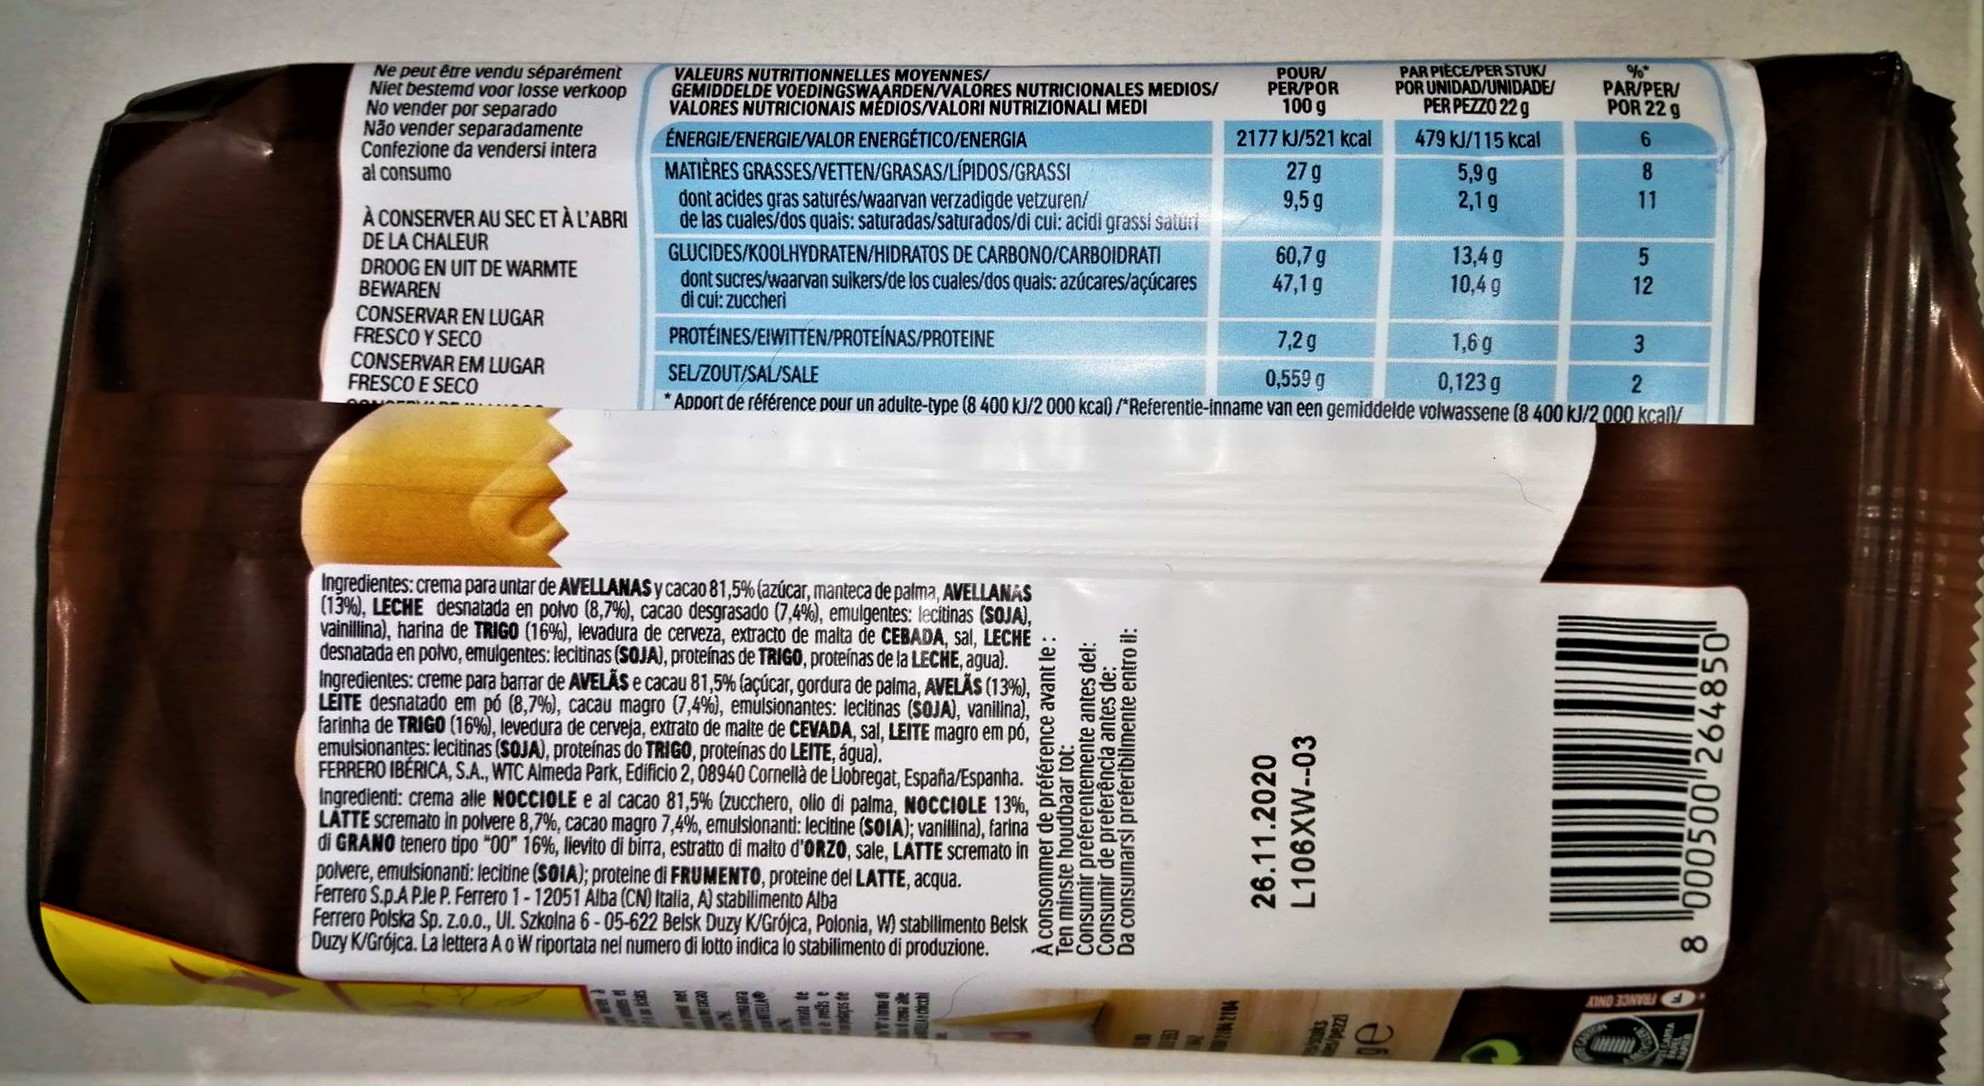 Ne peut être vendu séparément
Niet bestemd voor losse verkoop
No vender por separado
Não vender separadamente
Confezione da vendersi intera
al consumo
À CONSERVER AU SEC ET À L'ABRI
DE LA CHALEUR
DROOG EN UIT DE WARMTE
BEWAREN
CONSERVAR EN LUGAR
FRESCO Y SECO
CONSERVAR EM LUGAR
FRESCO E SECO
VALEURS NUTRITIONNELLES MOYENNES/
GEMIDDELDE VOEDINGSWAARDEN/VALORES NUTRICIONALES MEDIOS/
VALORES NUTRICIONAIS MÉDIOS/VALORI NUTRIZIONALI MEDI
POUR/
PER/POR
100 g
PAR PIÈCE/PER STUK/
POR UNIDAD/UNIDADE/
PER PEZZO 22 g
%*
PAR/PER/
POR 22 g
ÉNERGIE/ENERGIE/VALOR ENERGÉTICO/ENERGIA 2177 kJ/521 kcal 479 kJ/115 kcal 6
MATIÈRES GRASSES/VETTEN/GRASAS/LÍPIDOS/GRASSI 27 g 5,9 g 8
dont acides gras saturés/waarvan verzadigde vetzuren/ 9,5 g 2,1 g 11
de las cuales/dos quais: saturadas/saturados/di cui: acidi grassi saturi
GLUCIDES/KOOLHYDRATEN/HIDRATOS DE CARBONO/CARBOIDRATI 60,7 g 13,4 g 5
dont sucres/waarvan suikers/de los cuales/dos quais: azúcares/açúcares 47,1 g 10,4 g 12
di cui: zuccheri
PROTÉINES/EIWITTEN/PROTEÍNAS/PROTEINE 7,2 g 1,6 g 3
SEL/ZOUT/SAL/SALE 0,559 g 0,123 g 2
* Apport de référence pour un adulte-type (8 400 kJ/2 000 kcal) /*Referentie-inname van een gemiddelde volwassene (8 400 kJ/2 000 kcal)/
Ingredientes: crema para untar de AVELLANAS y cacao 81,5% (azúcar, manteca de palma, AVELLANAS
(13%), LECHE desnatada en polvo (8,7%), cacao desgrasado (7,4%), emulgentes: lecitinas (SOJA),
vainillina), harina de TRIGO (16%), levadura de cerveza, extracto de malta de CEBADA, sal, LECHE
desnatada en polvo, emulgentes: lecitinas (SOJA), proteínas de TRIGO, proteínas de la LECHE, agua).
Ingredientes: creme para barrar de AVELÃS e cacau 81,5% (açúcar, gordura de palma, AVELÃS (13%),
LEITE desnatado em pó (8,7%), cacau magro (7,4%), emulsionantes: lecitinas (SOJA), vanilina),
farinha de TRIGO (16%), levedura de cerveja, extrato de malte de CEVADA, sal, LEITE magro em pó,
emulsionantes: lecitinas (SOJA), proteínas do TRIGO, proteínas do LEITE, água).
FERRERO IBÉRICA, S.A., WTC Almeda Park, Edificio 2, 08940 Cornellà de Llobregat, España/Espanha.
Ingredienti: crema alle NOCCIOLE e al cacao 81,5% (zucchero, olio di palma, NOCCIOLE 13%,
LATTE scremato in polvere 8,7%, cacao magro 7,4%, emulsionanti: lecitine (SOIA); vanillina), farina
di GRANO tenero tipo "00" 16%, lievito di birra, estratto di malto d'ORZO, sale, LATTE scremato in
polvere, emulsionanti: lecitine (SOIA); proteine di FRUMENTO, proteine del LATTE, acqua.
Ferrero S.p.A P.le P. Ferrero 1 - 12051 Alba (CN) Italia, A) stabilimento Alba
Ferrero Polska Sp. z.o.o., Ul. Szkolna 6 - 05-622 Belsk Duzy K/Grójca, Polonia, W) stabilimento Belsk
Duzy K/Grójca. La lettera A o W riportata nel numero di lotto indica lo stabilimento di produzione.
À consommer de préférence avant le :
Ten minste houdbaar tot:
Consumir preferentemente antes del:
Consumir de preferência antes de:
Da consumarsi preferibilmente entro il:
26.11.2020
L106XW--03
8 000500 264850
FRANCE ONLY